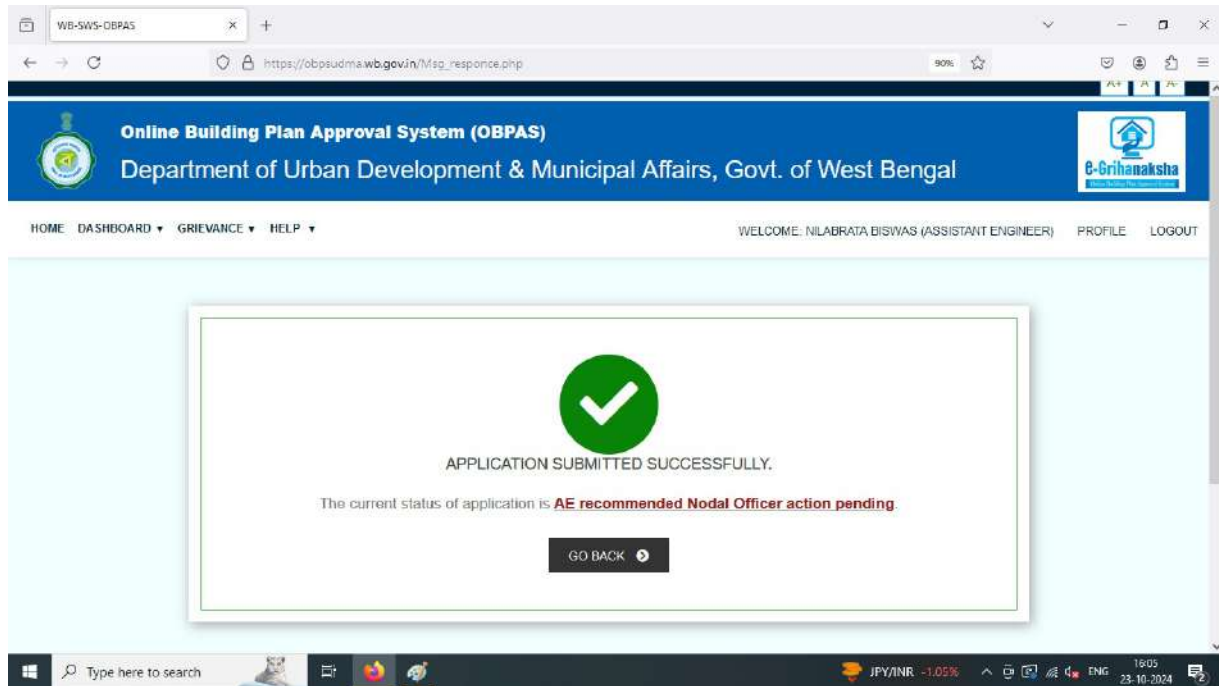 WB-SWS-OBPAS
https://obpsudma.wb.gov.in/Msg_responce.php
90%
A+ A A-
Online Building Plan Approval System (OBPAS)
Department of Urban Development & Municipal Affairs, Govt. of West Bengal
e-Grihanaksha
HOME DASHBOARD GRIEVANCE HELP
WELCOME: NILABRATA BISWAS (ASSISTANT ENGINEER) PROFILE LOGOUT
APPLICATION SUBMITTED SUCCESSFULLY.
The current status of application is AE recommended Nodal Officer action pending.
GO BACK
Type here to search
JPY/INR -1.05%
ENG
16:05
23-10-2024
2